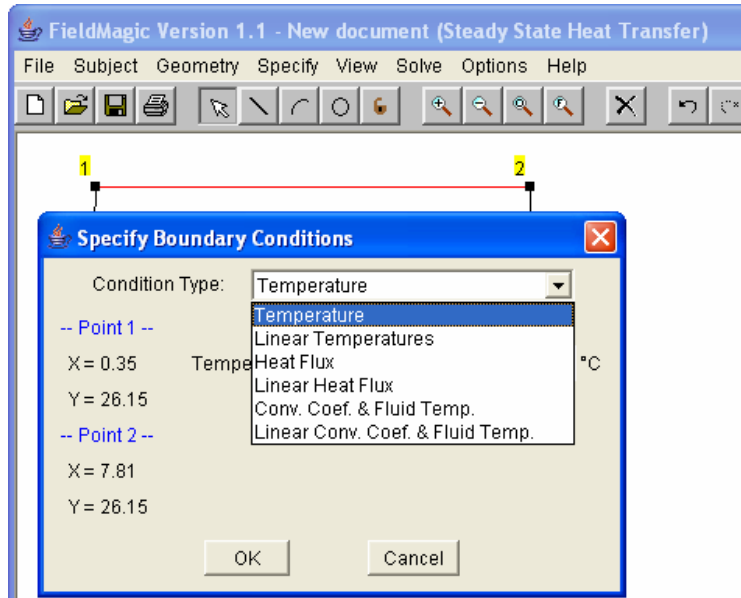 FieldMagic Version 1.1 - New document (Steady State Heat Transfer)
File Subject Geometry Specify View Solve Options Help
1 2
Specify Boundary Conditions
Condition Type: Temperature
Temperature
-- Point 1 --
Linear Temperatures
X = 0.35 Tempe Heat Flux °C
Linear Heat Flux
Y = 26.15
Conv. Coef. & Fluid Temp.
-- Point 2 --
Linear Conv. Coef. & Fluid Temp.
X = 7.81
Y = 26.15
OK Cancel